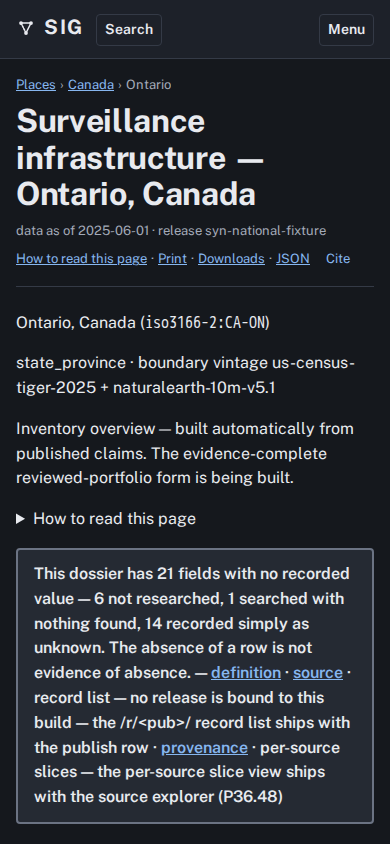 SIG Search Menu
Places › Canada › Ontario
Surveillance
infrastructure —
Ontario, Canada
data as of 2025-06-01 · release syn-national-fixture
How to read this page · Print · Downloads · JSON Cite
Ontario, Canada (iso3166-2:CA-ON)
state_province · boundary vintage us-census-
tiger-2025 + naturalearth-10m-v5.1
Inventory overview — built automatically from
published claims. The evidence-complete
reviewed-portfolio form is being built.
▶ How to read this page
This dossier has 21 fields with no recorded
value — 6 not researched, 1 searched with
nothing found, 14 recorded simply as
unknown. The absence of a row is not
evidence of absence. — definition · source ·
record list — no release is bound to this
build — the /r/<pub>/ record list ships with
the publish row · provenance · per-source
slices — the per-source slice view ships
with the source explorer (P36.48)